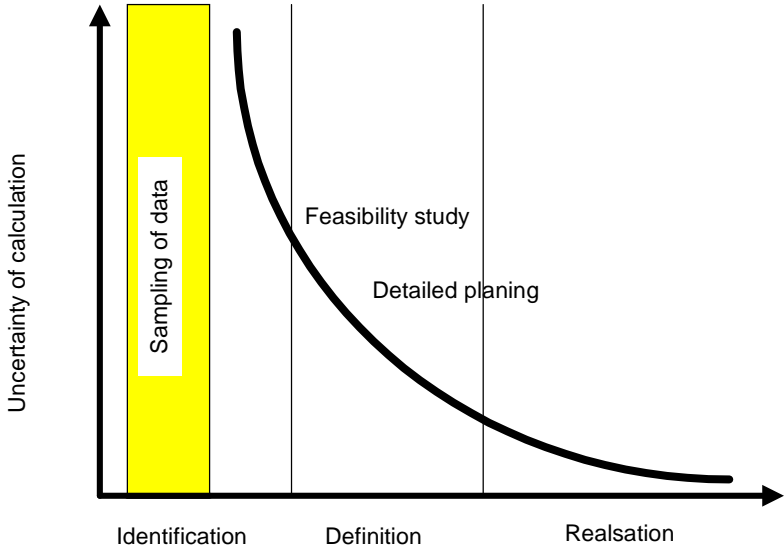 Uncertainty of calculation
Sampling of data
Feasibility study
Detailed planing
Identification
Definition
Realsation